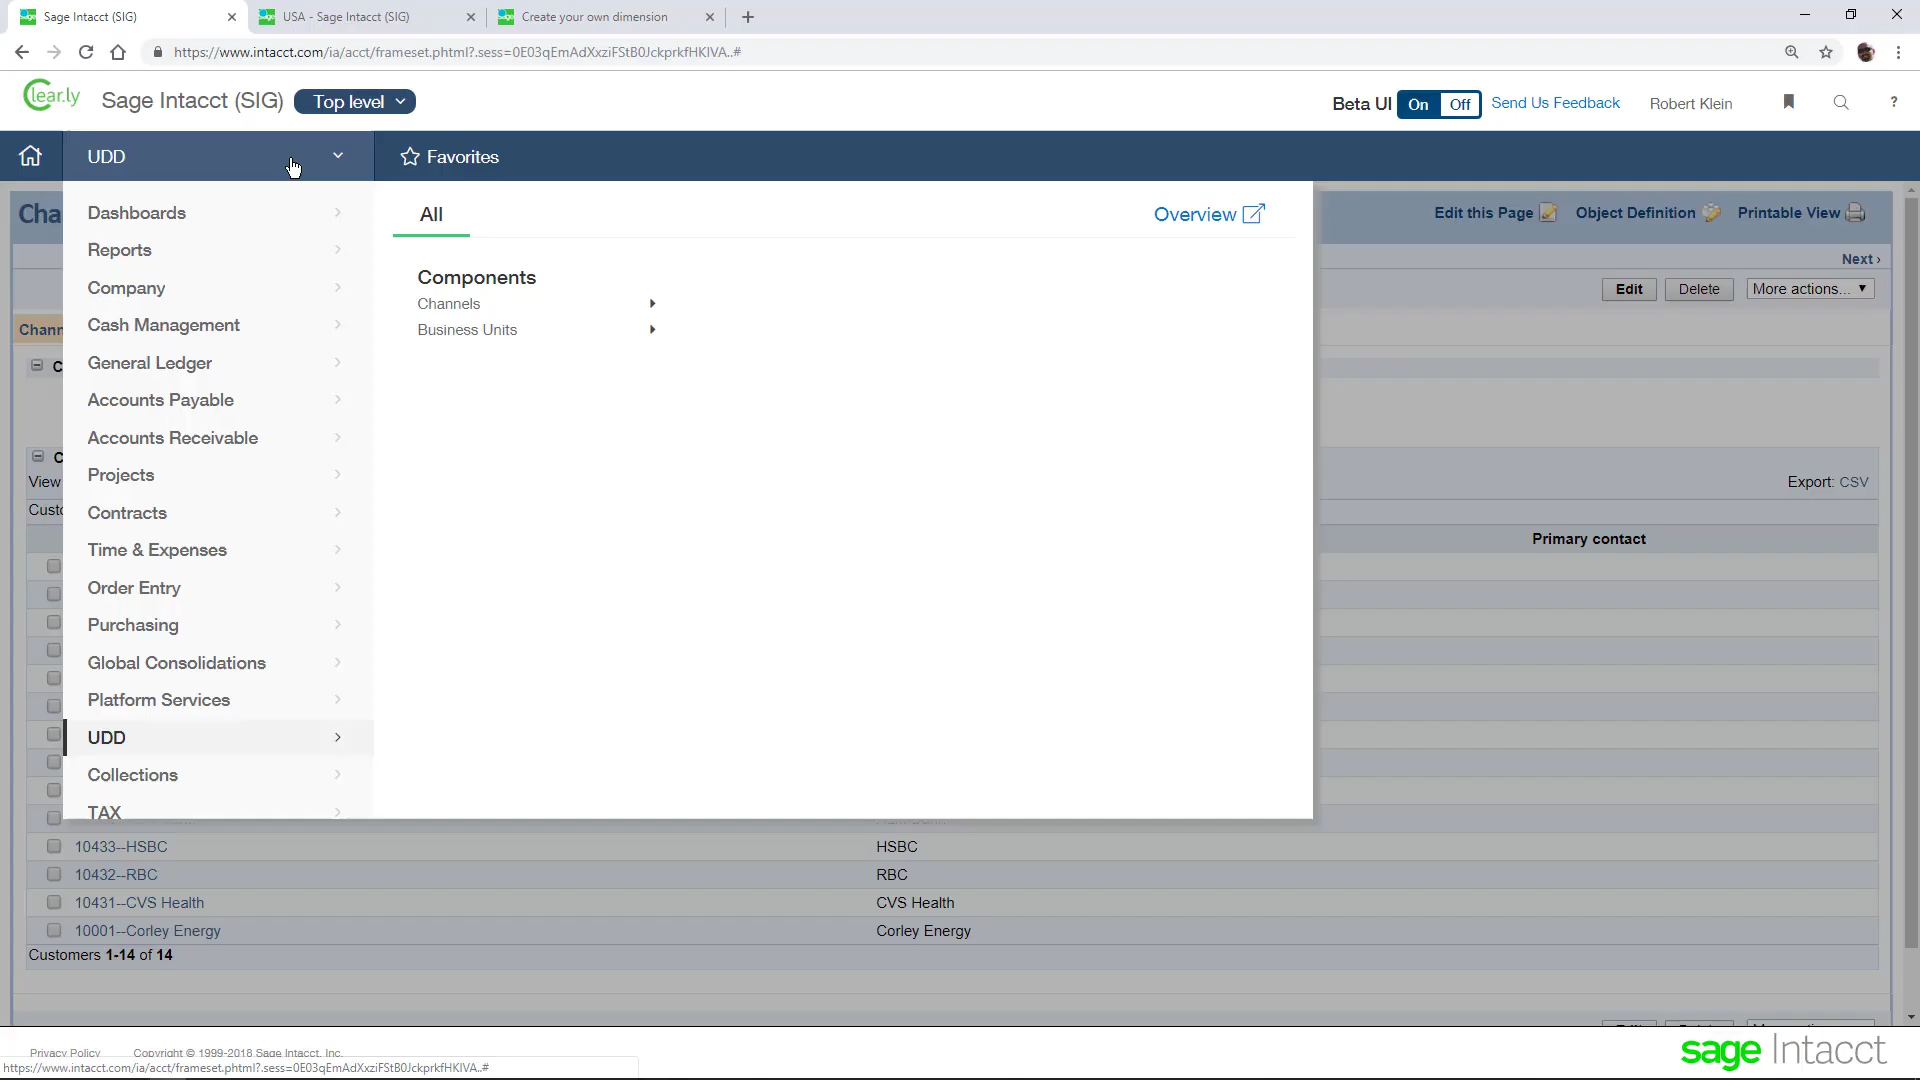 Sage Intacct (SIG)
USA - Sage Intacct (SIG)
Create your own dimension
https://www.intacct.com/ia/acct/frameset.phtml?.sess=0E03qEmAdXxziFStB0JckprkfHKIVA..#
Clear.ly
Sage Intacct (SIG)
Top level
Beta UI
On
Off
Send Us Feedback
Robert Klein
?
UDD
Favorites
Cha
Edit this Page
Object Definition
Printable View
Next ›
Edit
Delete
More actions...
Chann
C
C
View
Export: CSV
Custo
Primary contact
Dashboards
Reports
Company
Cash Management
General Ledger
Accounts Payable
Accounts Receivable
Projects
Contracts
Time & Expenses
Order Entry
Purchasing
Global Consolidations
Platform Services
UDD
Collections
TAX
All
Overview
Components
Channels
Business Units
10433--HSBC
HSBC
10432--RBC
RBC
10431--CVS Health
CVS Health
10001--Corley Energy
Corley Energy
Customers 1-14 of 14
Privacy Policy
Copyright © 1999-2018 Sage Intacct, Inc.
https://www.intacct.com/ia/acct/frameset.phtml?.sess=0E03qEmAdXxziFStB0JckprkfHKIVA..#
sage Intacct